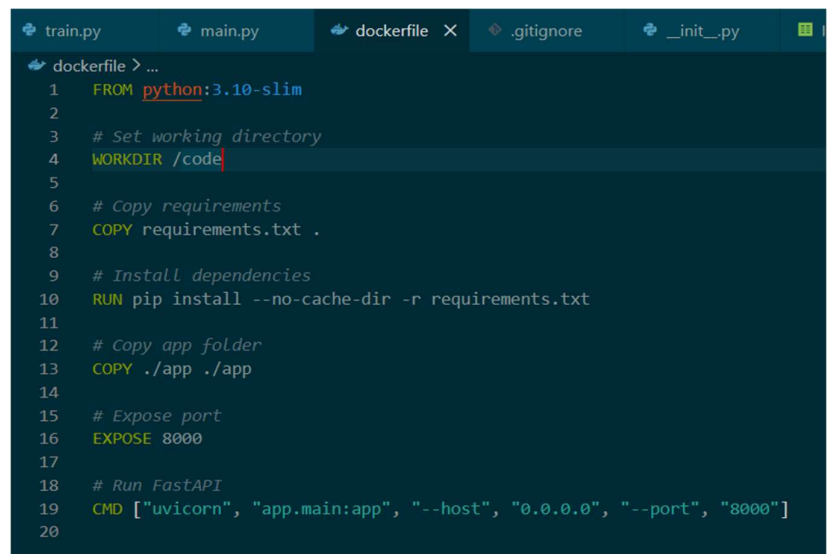 train.py main.py dockerfile .gitignore __init__.py
dockerfile > ...
1 FROM python:3.10-slim
2
3 # Set working directory
4 WORKDIR /code
5
6 # Copy requirements
7 COPY requirements.txt .
8
9 # Install dependencies
10 RUN pip install --no-cache-dir -r requirements.txt
11
12 # Copy app folder
13 COPY ./app ./app
14
15 # Expose port
16 EXPOSE 8000
17
18 # Run FastAPI
19 CMD ["uvicorn", "app.main:app", "--host", "0.0.0.0", "--port", "8000"]
20